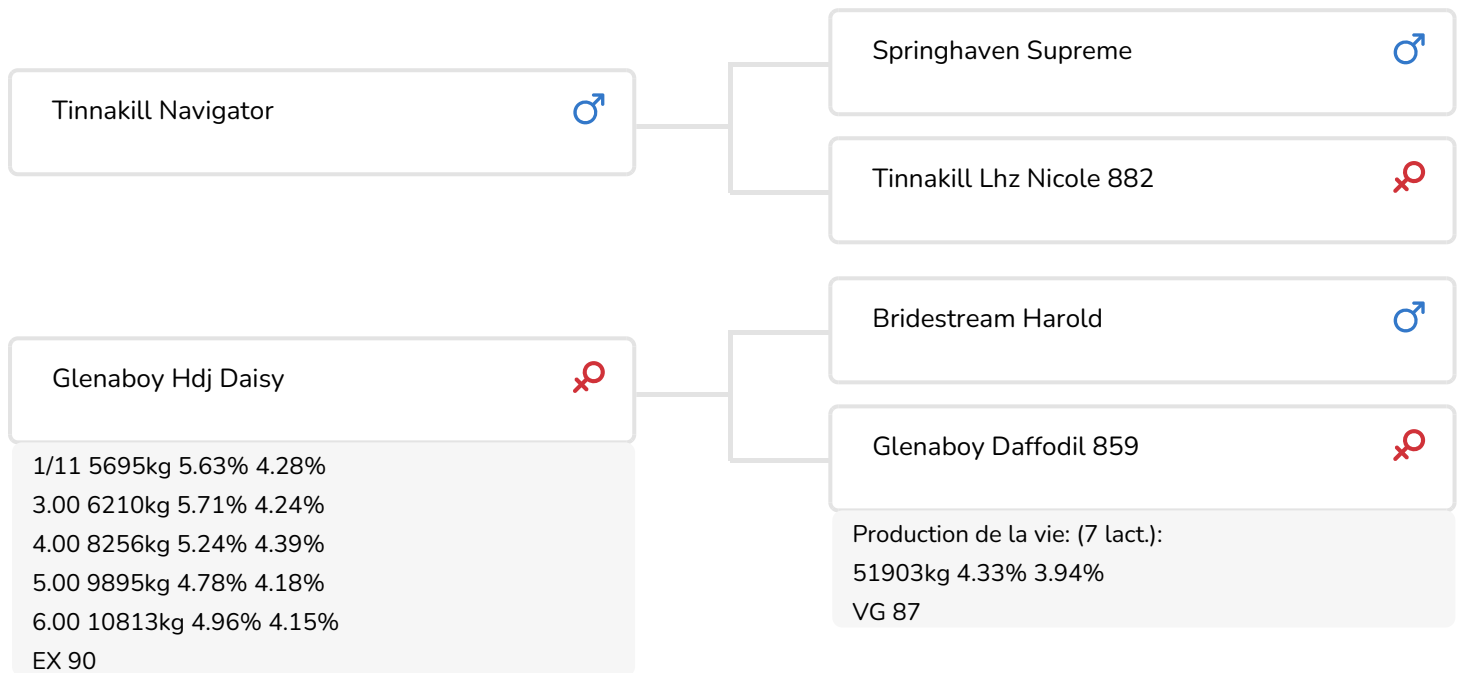 Springhaven Supreme
Tinnakill Navigator
Tinnakill Lhz Nicole 882
Bridestream Harold
Glenaboy Hdj Daisy
1/11 5695kg 5.63% 4.28%
3.00 6210kg 5.71% 4.24%
4.00 8256kg 5.24% 4.39%
5.00 9895kg 4.78% 4.18%
6.00 10813kg 4.96% 4.15%
EX 90
Glenaboy Daffodil 859
Production de la vie: (7 lact.):
51903kg 4.33% 3.94%
VG 87